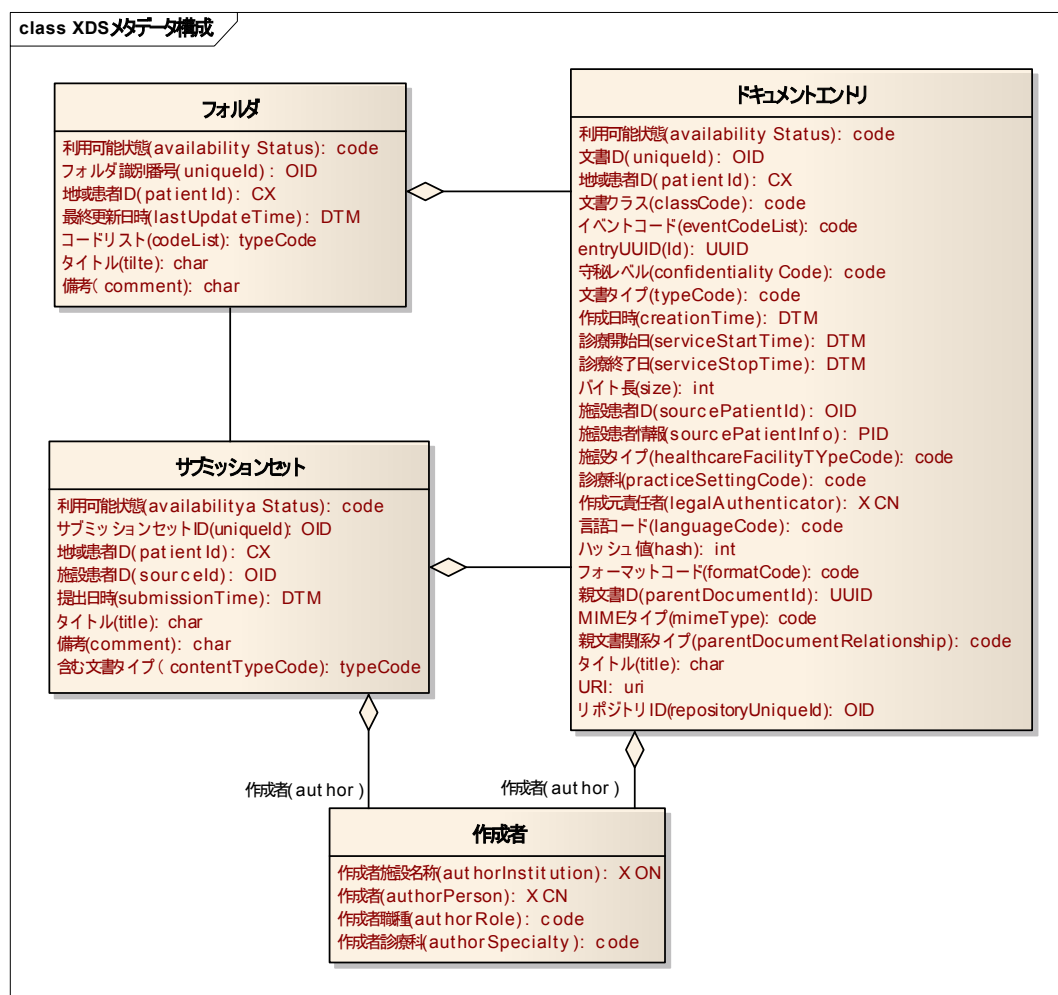 class XDSメタデータ構成
フォルダ
利用可能状態(availability Status): code
フォルダ識別番号(uniqueId): OID
地域患者ID(patientId): CX
最終更新日時(lastUpdateTime): DTM
コードリスト(codeList): typeCode
タイトル(tilte): char
備考( comment): char
ドキュメントエントリ
利用可能状態(availability Status): code
文書ID(uniqueId): OID
地域患者ID(patientId): CX
文書クラス(classCode): code
イベントコード(eventCodeList): code
entryUUID(Id): UUID
守秘レベル(confidentiality Code): code
文書タイプ(typeCode): code
作成日時(creationTime): DTM
診療開始日(serviceStartTime): DTM
診療終了日(serviceStopTime): DTM
バイト長(size): int
施設患者ID(sourcePatientId): OID
施設患者情報(sourcePatientInfo): PID
施設タイプ(healthcareFacilityTYpeCode): code
診療科(practiceSettingCode): code
作成元責任者(legalAuthenticator): XCN
言語コード(languageCode): code
ハッシュ値(hash): int
フォーマットコード(formatCode): code
親文書ID(parentDocumentId): UUID
MIMEタイプ(mimeType): code
親文書関係タイプ(parentDocumentRelationship): code
タイトル(title): char
URI: uri
リポジトリID(repositoryUniqueId): OID
サブミッションセット
利用可能状態(availabilitya Status): code
サブミッションセットID(uniqueId): OID
地域患者ID(patientId): CX
施設患者ID(sourceId): OID
提出日時(submissionTime): DTM
タイトル(title): char
備考(comment): char
含む文書タイプ( contentTypeCode): typeCode
作成者(author)
作成者(author)
作成者
作成者施設名称(authorInstitution): XON
作成者(authorPerson): XCN
作成者職種(authorRole): code
作成者診療科(authorSpecialty): code